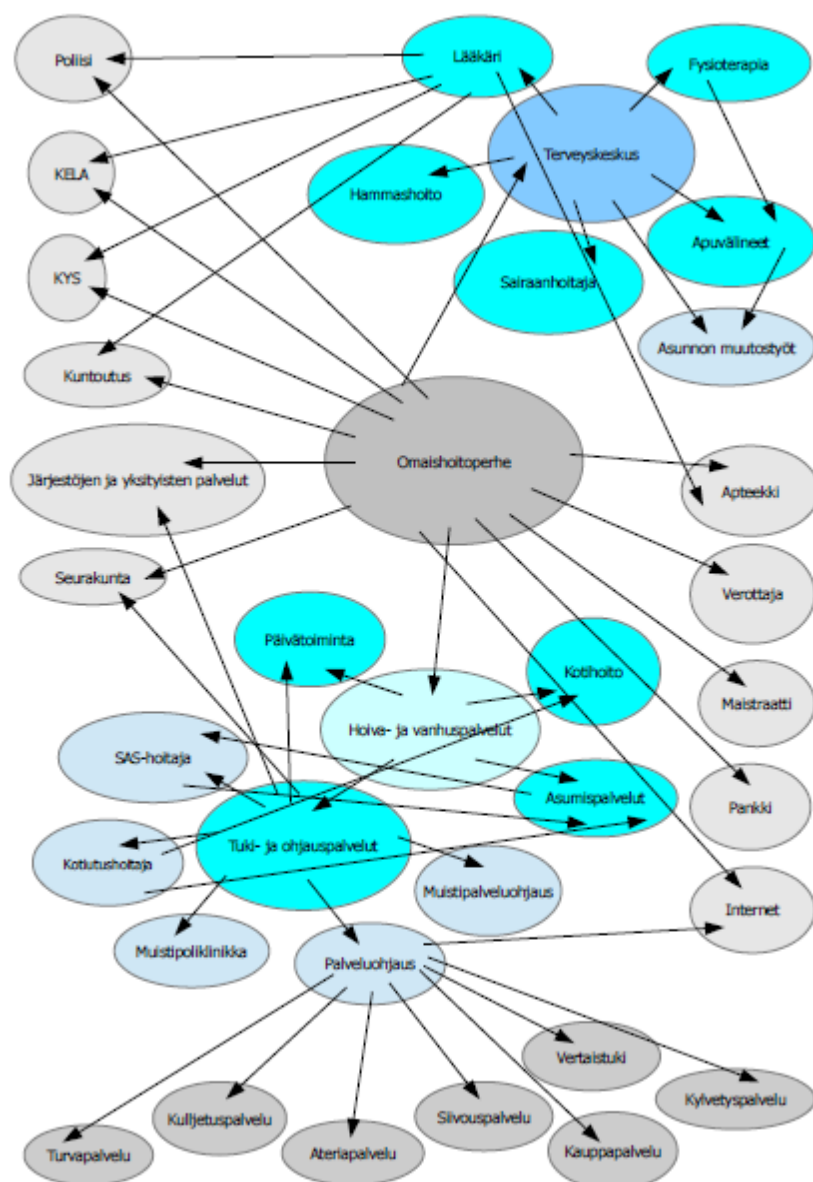 Poliisi
Lääkäri
Fysioterapia
KELA
Terveyskeskus
Hammashoito
Apuvälineet
KYS
Sairaanhoitaja
Asunnon muutostyöt
Kuntoutus
Omaishoitoperhe
Järjestöjen ja yksityisten palvelut
Apteekki
Seurakunta
Verottaja
Päivätoiminta
Kotihoito
Maistraatti
Hoiva- ja vanhuspalvelut
SAS-hoitaja
Asumispalvelut
Pankki
Tuki- ja ohjauspalvelut
Kotiutushoitaja
Muistipalveluohjaus
Internet
Muistipoliklinikka
Palveluohjaus
Vertaistuki
Kylvetyspalvelu
Kulljetuspalvelu
Siivouspalvelu
Turvapalvelu
Ateriapalvelu
Kauppapalvelu